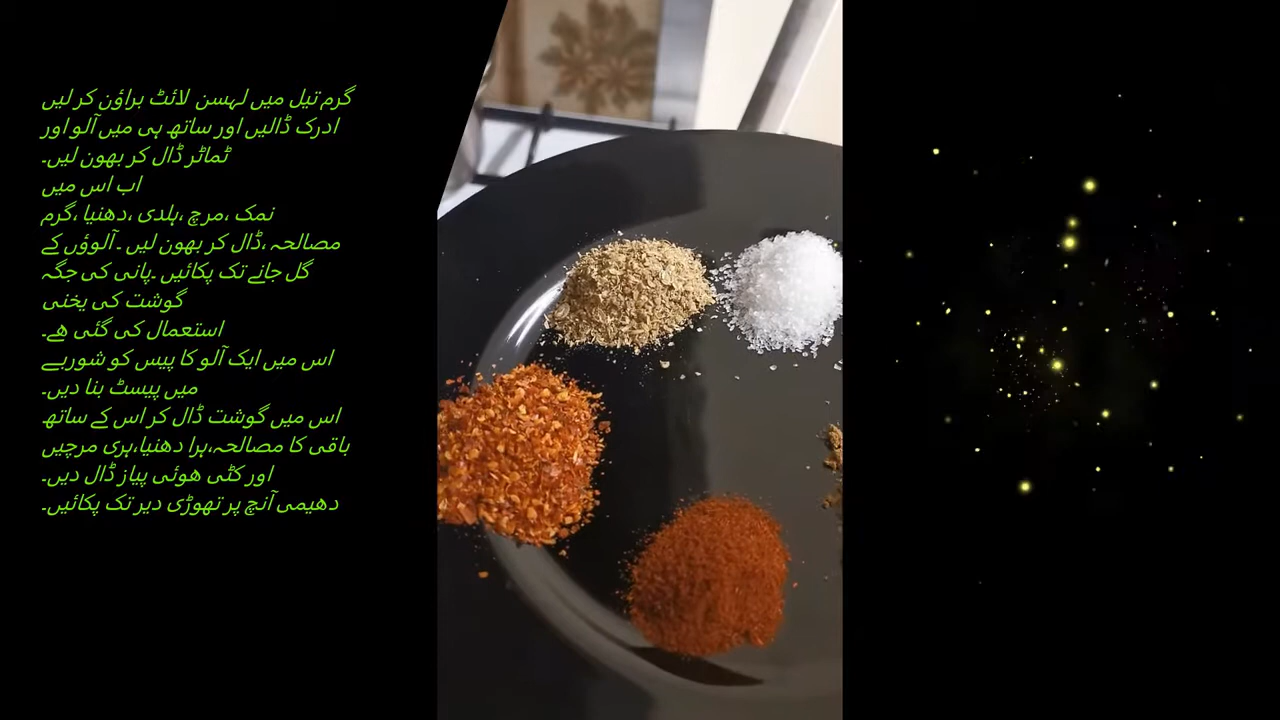 گرم تیل میں لہسن لائٹ براؤن کر لیں
ادرک ڈالیں اور ساتھ ہی میں آلو اور
ٹماٹر ڈال کر بھون لیں۔
اب اس میں
نمک ،مرچ ،ہلدی ،دھنیا ،گرم
مصالحہ ،ڈال کر بھون لیں ۔آلوؤں کے
گل جانے تک پکائیں ۔پانی کی جگہ
گوشت کی یخنی
استعمال کی گئی ھے۔
اس میں ایک آلو کا پیس کو شوربے
میں پیسٹ بنا دیں۔
اس میں گوشت ڈال کر اس کے ساتھ
باقی کا مصالحہ،ہرا دھنیا،ہری مرچیں
اور کٹی ھوئی پیاز ڈال دیں۔
دھیمی آنچ پر تھوڑی دیر تک پکائیں۔